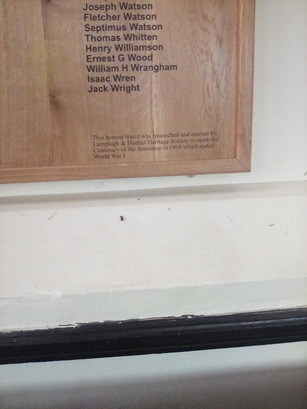 Joseph Watson
Fletcher Watson
Septimus Watson
Thomas Whitten
Henry Williamson
Ernest G Wood
William H Wrangham
Isaac Wren
Jack Wright
This honour board was researched and erected by
Lamplugh & District Heritage Society to mark the
Centenary of the Armistice in 1918 which ended
World War I